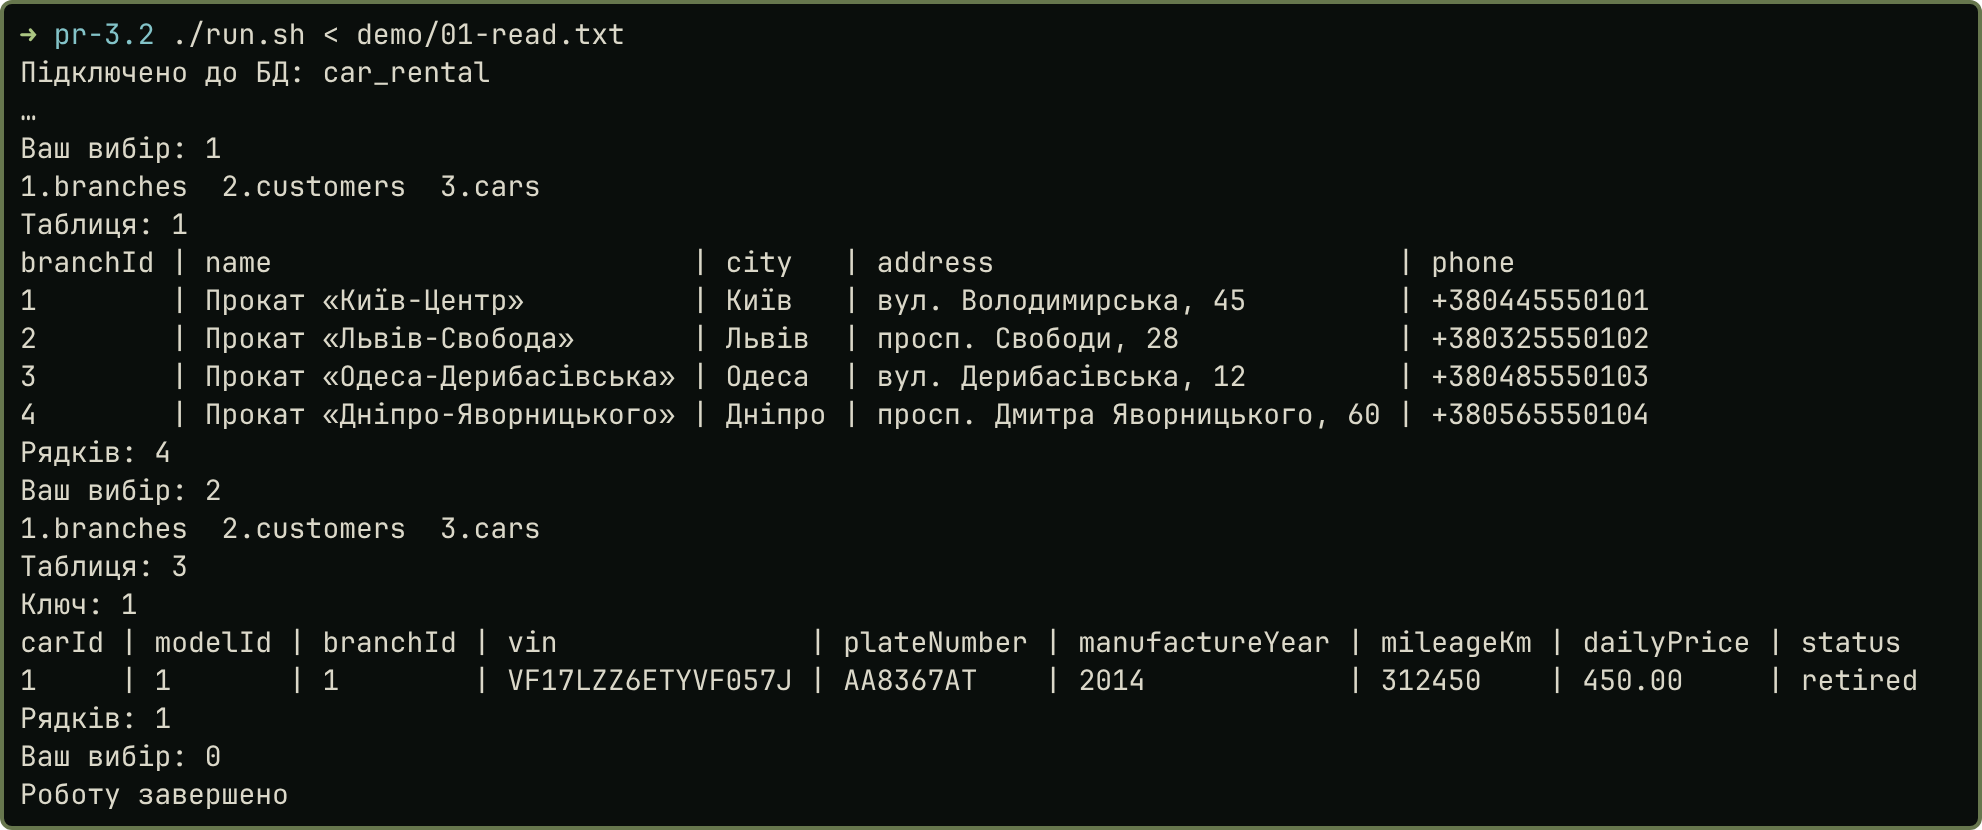 ➜ pr-3.2 ./run.sh < demo/01-read.txt
Підключено до БД: car_rental
…
Ваш вибір: 1
1.branches  2.customers  3.cars
Таблиця: 1
branchId | name                         | city   | address                        | phone
1        | Прокат «Київ-Центр»          | Київ   | вул. Володимирська, 45         | +380445550101
2        | Прокат «Львів-Свобода»       | Львів  | просп. Свободи, 28             | +380325550102
3        | Прокат «Одеса-Дерибасівська» | Одеса  | вул. Дерибасівська, 12         | +380485550103
4        | Прокат «Дніпро-Яворницького» | Дніпро | просп. Дмитра Яворницького, 60 | +380565550104
Рядків: 4
Ваш вибір: 2
1.branches  2.customers  3.cars
Таблиця: 3
Ключ: 1
carId | modelId | branchId | vin               | plateNumber | manufactureYear | mileageKm | dailyPrice | status
1     | 1       | 1        | VF17LZZ6ETYVF057J | AA8367AT    | 2014            | 312450    | 450.00     | retired
Рядків: 1
Ваш вибір: 0
Роботу завершено